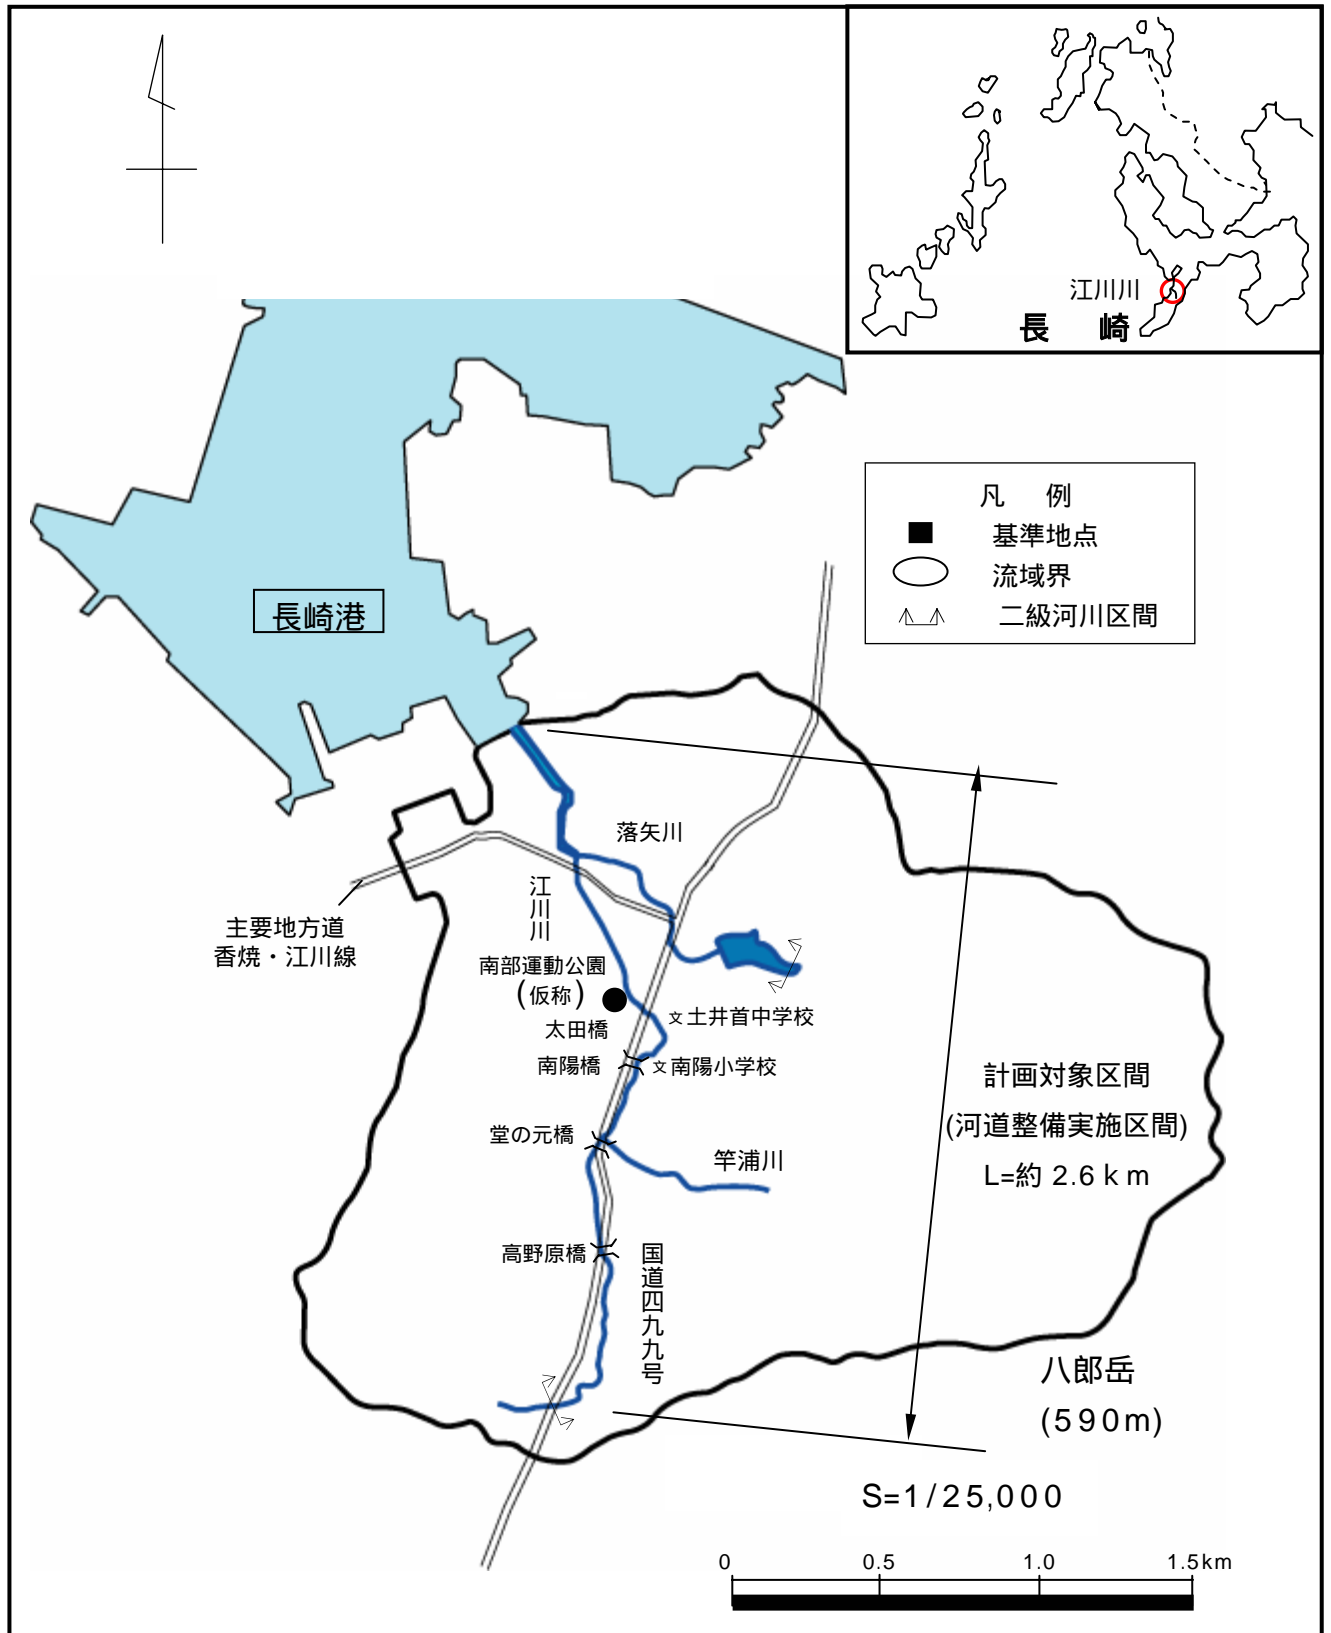 江川川
長　崎
凡　例
基準地点
流域界
二級河川区間
長崎港
落矢川
江川川
主要地方道
香焼・江川線
南部運動公園
(仮称)
太田橋
文土井首中学校
南陽橋
文南陽小学校
堂の元橋
竿浦川
高野原橋
国道四九九号
計画対象区間
(河道整備実施区間)
L=約 2.6 k m
八郎岳
(590m)
S=1/25,000
0 0.5 1.0 1.5km